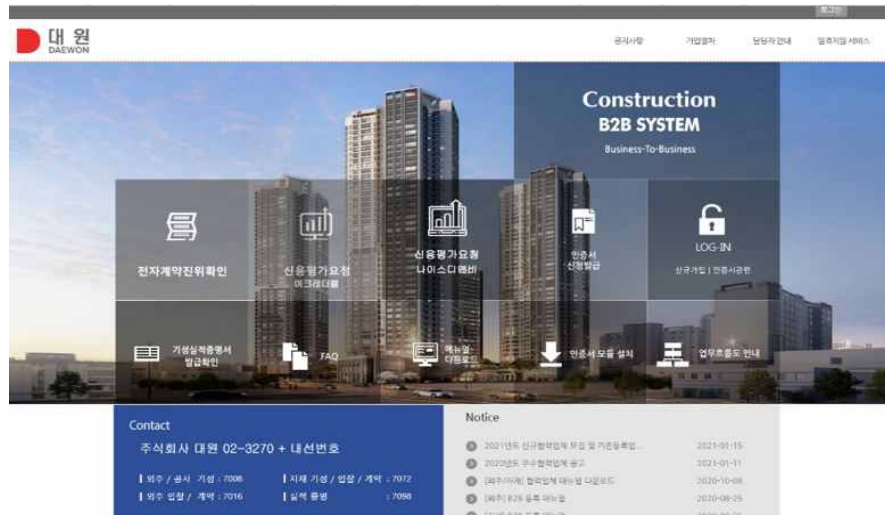 로그인
대 원
DAEWON
공지사항
가입절차
담당자 안내
원격지원 서비스
Construction
B2B SYSTEM
Business-To-Business
전자계약진위확인
신용평가요청
이크레더블
신용평가요청
나이스디앤비
인증서
신청발급
LOG-IN
신규가입 | 인증서관련
기성실적증명서
발급확인
FAQ
매뉴얼
다운로드
인증서 모듈 설치
업무흐름도 안내
Contact
주식회사 대원 02-3270 + 내선번호
외주 / 공사 기성 : 7006
자재 기성 / 입찰 / 계약 : 7072
외주 입찰 / 계약 : 7016
실적 증명 : 7098
Notice
2021년도 신규협력업체 모집 및 기존등록업... 2021-01-15
2020년도 우수협력업체 공고 2021-01-11
[외주/자재] 협력업체 매뉴얼 다운로드 2020-10-08
[외주] B2B 등록 매뉴얼 2020-08-25